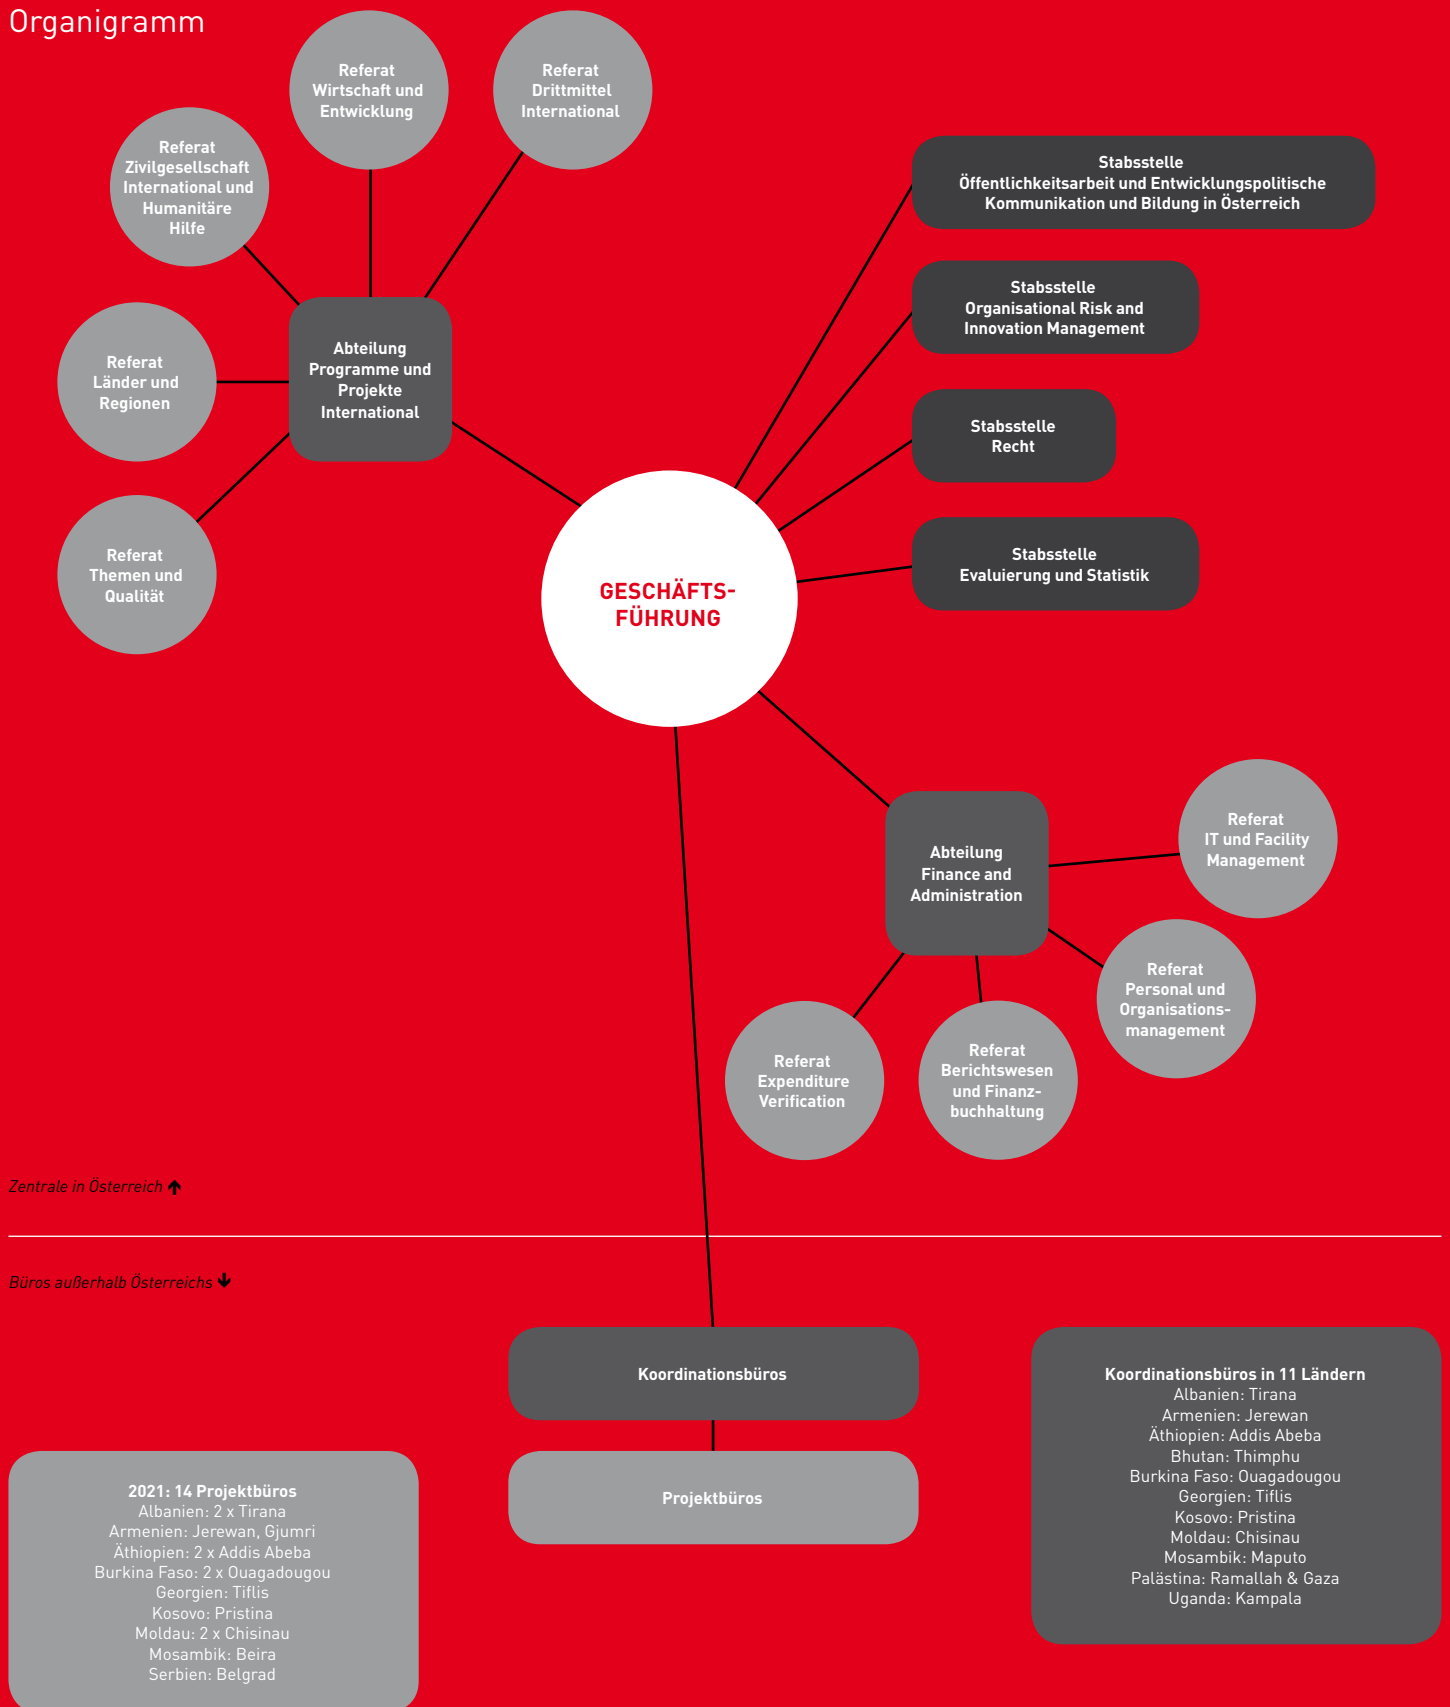 Organigramm
Referat
Wirtschaft und
Entwicklung
Referat
Drittmittel
International
Referat
Zivilgesellschaft
International und
Humanitäre
Hilfe
Referat
Länder und
Regionen
Referat
Themen und
Qualität
Abteilung
Programme und
Projekte
International
Stabsstelle
Öffentlichkeitsarbeit und Entwicklungspolitische
Kommunikation und Bildung in Österreich
Stabsstelle
Organisational Risk and
Innovation Management
Stabsstelle
Recht
Stabsstelle
Evaluierung und Statistik
GESCHÄFTS-
FÜHRUNG
Abteilung
Finance and
Administration
Referat
IT und Facility
Management
Referat
Personal und
Organisations-
management
Referat
Berichtswesen
und Finanz-
buchhaltung
Referat
Expenditure
Verification
Zentrale in Österreich
Büros außerhalb Österreichs
Koordinationsbüros
Projektbüros
2021: 14 Projektbüros
Albanien: 2 x Tirana
Armenien: Jerewan, Gjumri
Äthiopien: 2 x Addis Abeba
Burkina Faso: 2 x Ouagadougou
Georgien: Tiflis
Kosovo: Pristina
Moldau: 2 x Chisinau
Mosambik: Beira
Serbien: Belgrad
Koordinationsbüros in 11 Ländern
Albanien: Tirana
Armenien: Jerewan
Äthiopien: Addis Abeba
Bhutan: Thimphu
Burkina Faso: Ouagadougou
Georgien: Tiflis
Kosovo: Pristina
Moldau: Chisinau
Mosambik: Maputo
Palästina: Ramallah & Gaza
Uganda: Kampala